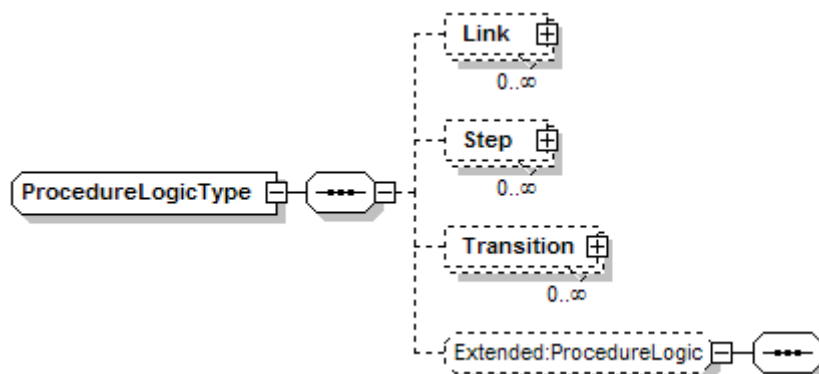 Link
0..∞
Step
0..∞
ProcedureLogicType
Transition
0..∞
Extended:ProcedureLogic